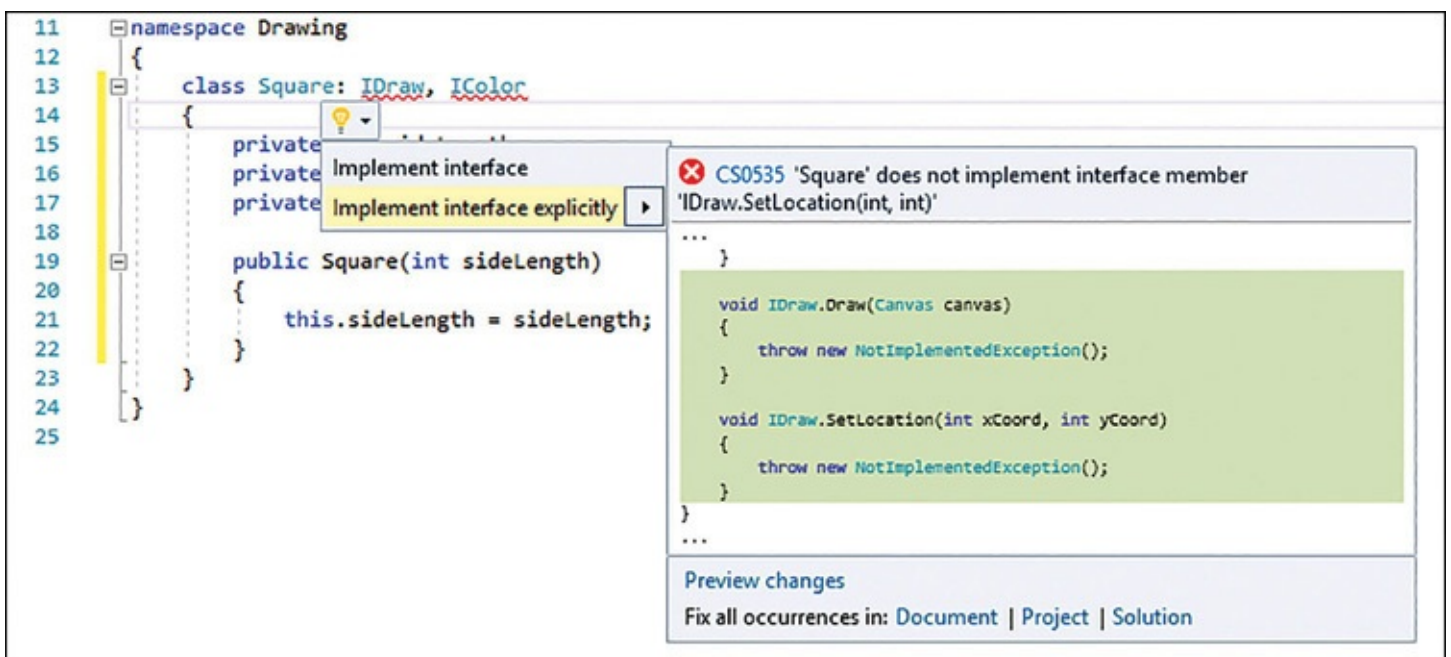 11 namespace Drawing
12 {
13 class Square: IDraw, IColor
14 {
15 private
16 private
17 private
18
19 public Square(int sideLength)
20 {
21 this.sideLength = sideLength;
22 }
23 }
24 }
25
Implement interface
Implement interface explicitly
CS0535 'Square' does not implement interface member
'IDraw.SetLocation(int, int)'
...
}
void IDraw.Draw(Canvas canvas)
{
throw new NotImplementedException();
}
void IDraw.SetLocation(int xCoord, int yCoord)
{
throw new NotImplementedException();
}
}
...
Preview changes
Fix all occurrences in: Document | Project | Solution